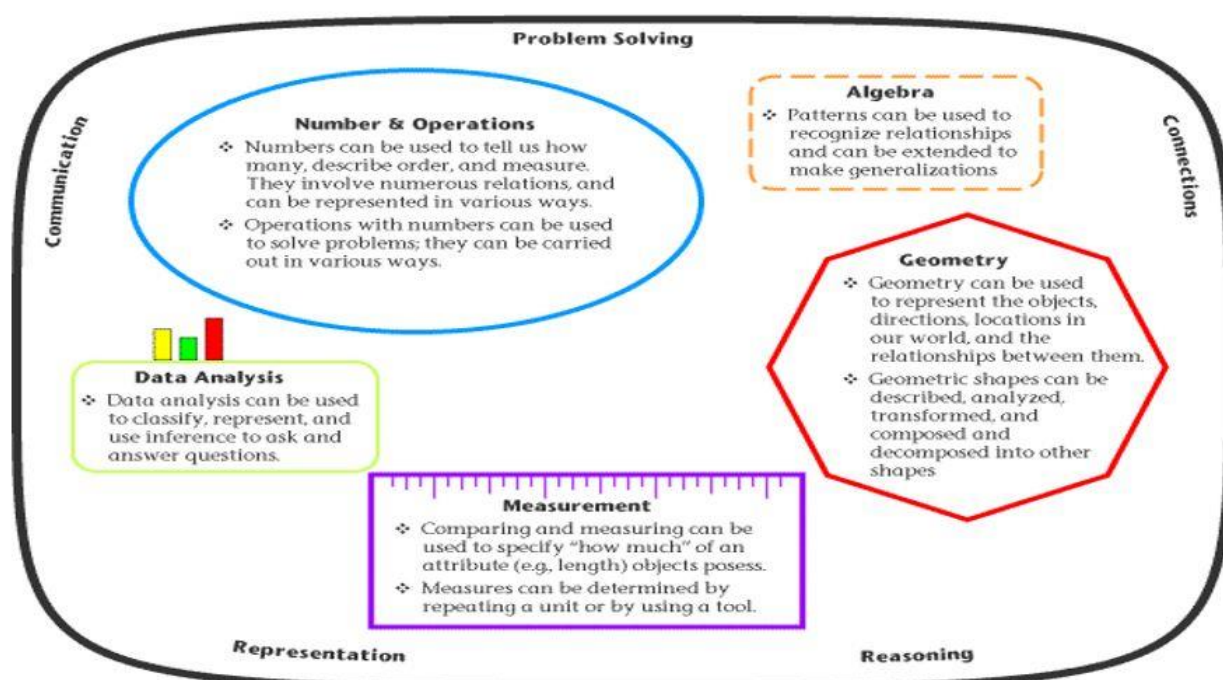 Problem Solving
Communication
Connections
Number & Operations
❖ Numbers can be used to tell us how
many, describe order, and measure.
They involve numerous relations, and
can be represented in various ways.
❖ Operations with numbers can be used
to solve problems; they can be carried
out in various ways.
Algebra
❖ Patterns can be used to
recognize relationships
and can be extended to
make generalizations
Geometry
❖ Geometry can be used
to represent the objects,
directions, locations in
our world, and the
relationships between them.
❖ Geometric shapes can be
described, analyzed,
transformed, and
composed and
decomposed into other
shapes
Data Analysis
❖ Data analysis can be used
to classify, represent, and
use inference to ask and
answer questions.
Measurement
❖ Comparing and measuring can be
used to specify “how much” of an
attribute (e.g., length) objects posess.
❖ Measures can be determined by
repeating a unit or by using a tool.
Representation
Reasoning